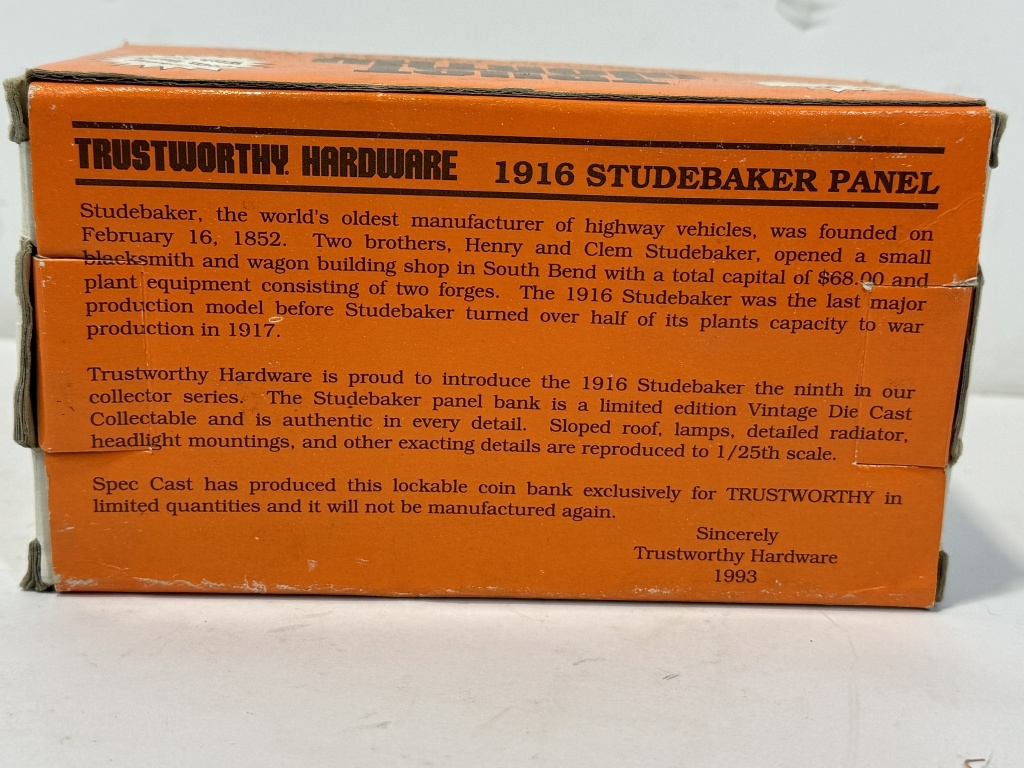 TRUSTWORTHY HARDWARE 1916 STUDEBAKER PANEL
Studebaker, the world's oldest manufacturer of highway vehicles, was founded on
February 16, 1852. Two brothers, Henry and Clem Studebaker, opened a small
blacksmith and wagon building shop in South Bend with a total capital of $68.00 and
plant equipment consisting of two forges. The 1916 Studebaker was the last major
production model before Studebaker turned over half of its plants capacity to war
production in 1917.
Trustworthy Hardware is proud to introduce the 1916 Studebaker the ninth in our
collector series. The Studebaker panel bank is a limited edition Vintage Die Cast
Collectable and is authentic in every detail. Sloped roof, lamps, detailed radiator,
headlight mountings, and other exacting details are reproduced to 1/25th scale.
Spec Cast has produced this lockable coin bank exclusively for TRUSTWORTHY in
limited quantities and it will not be manufactured again.
Sincerely
Trustworthy Hardware
1993